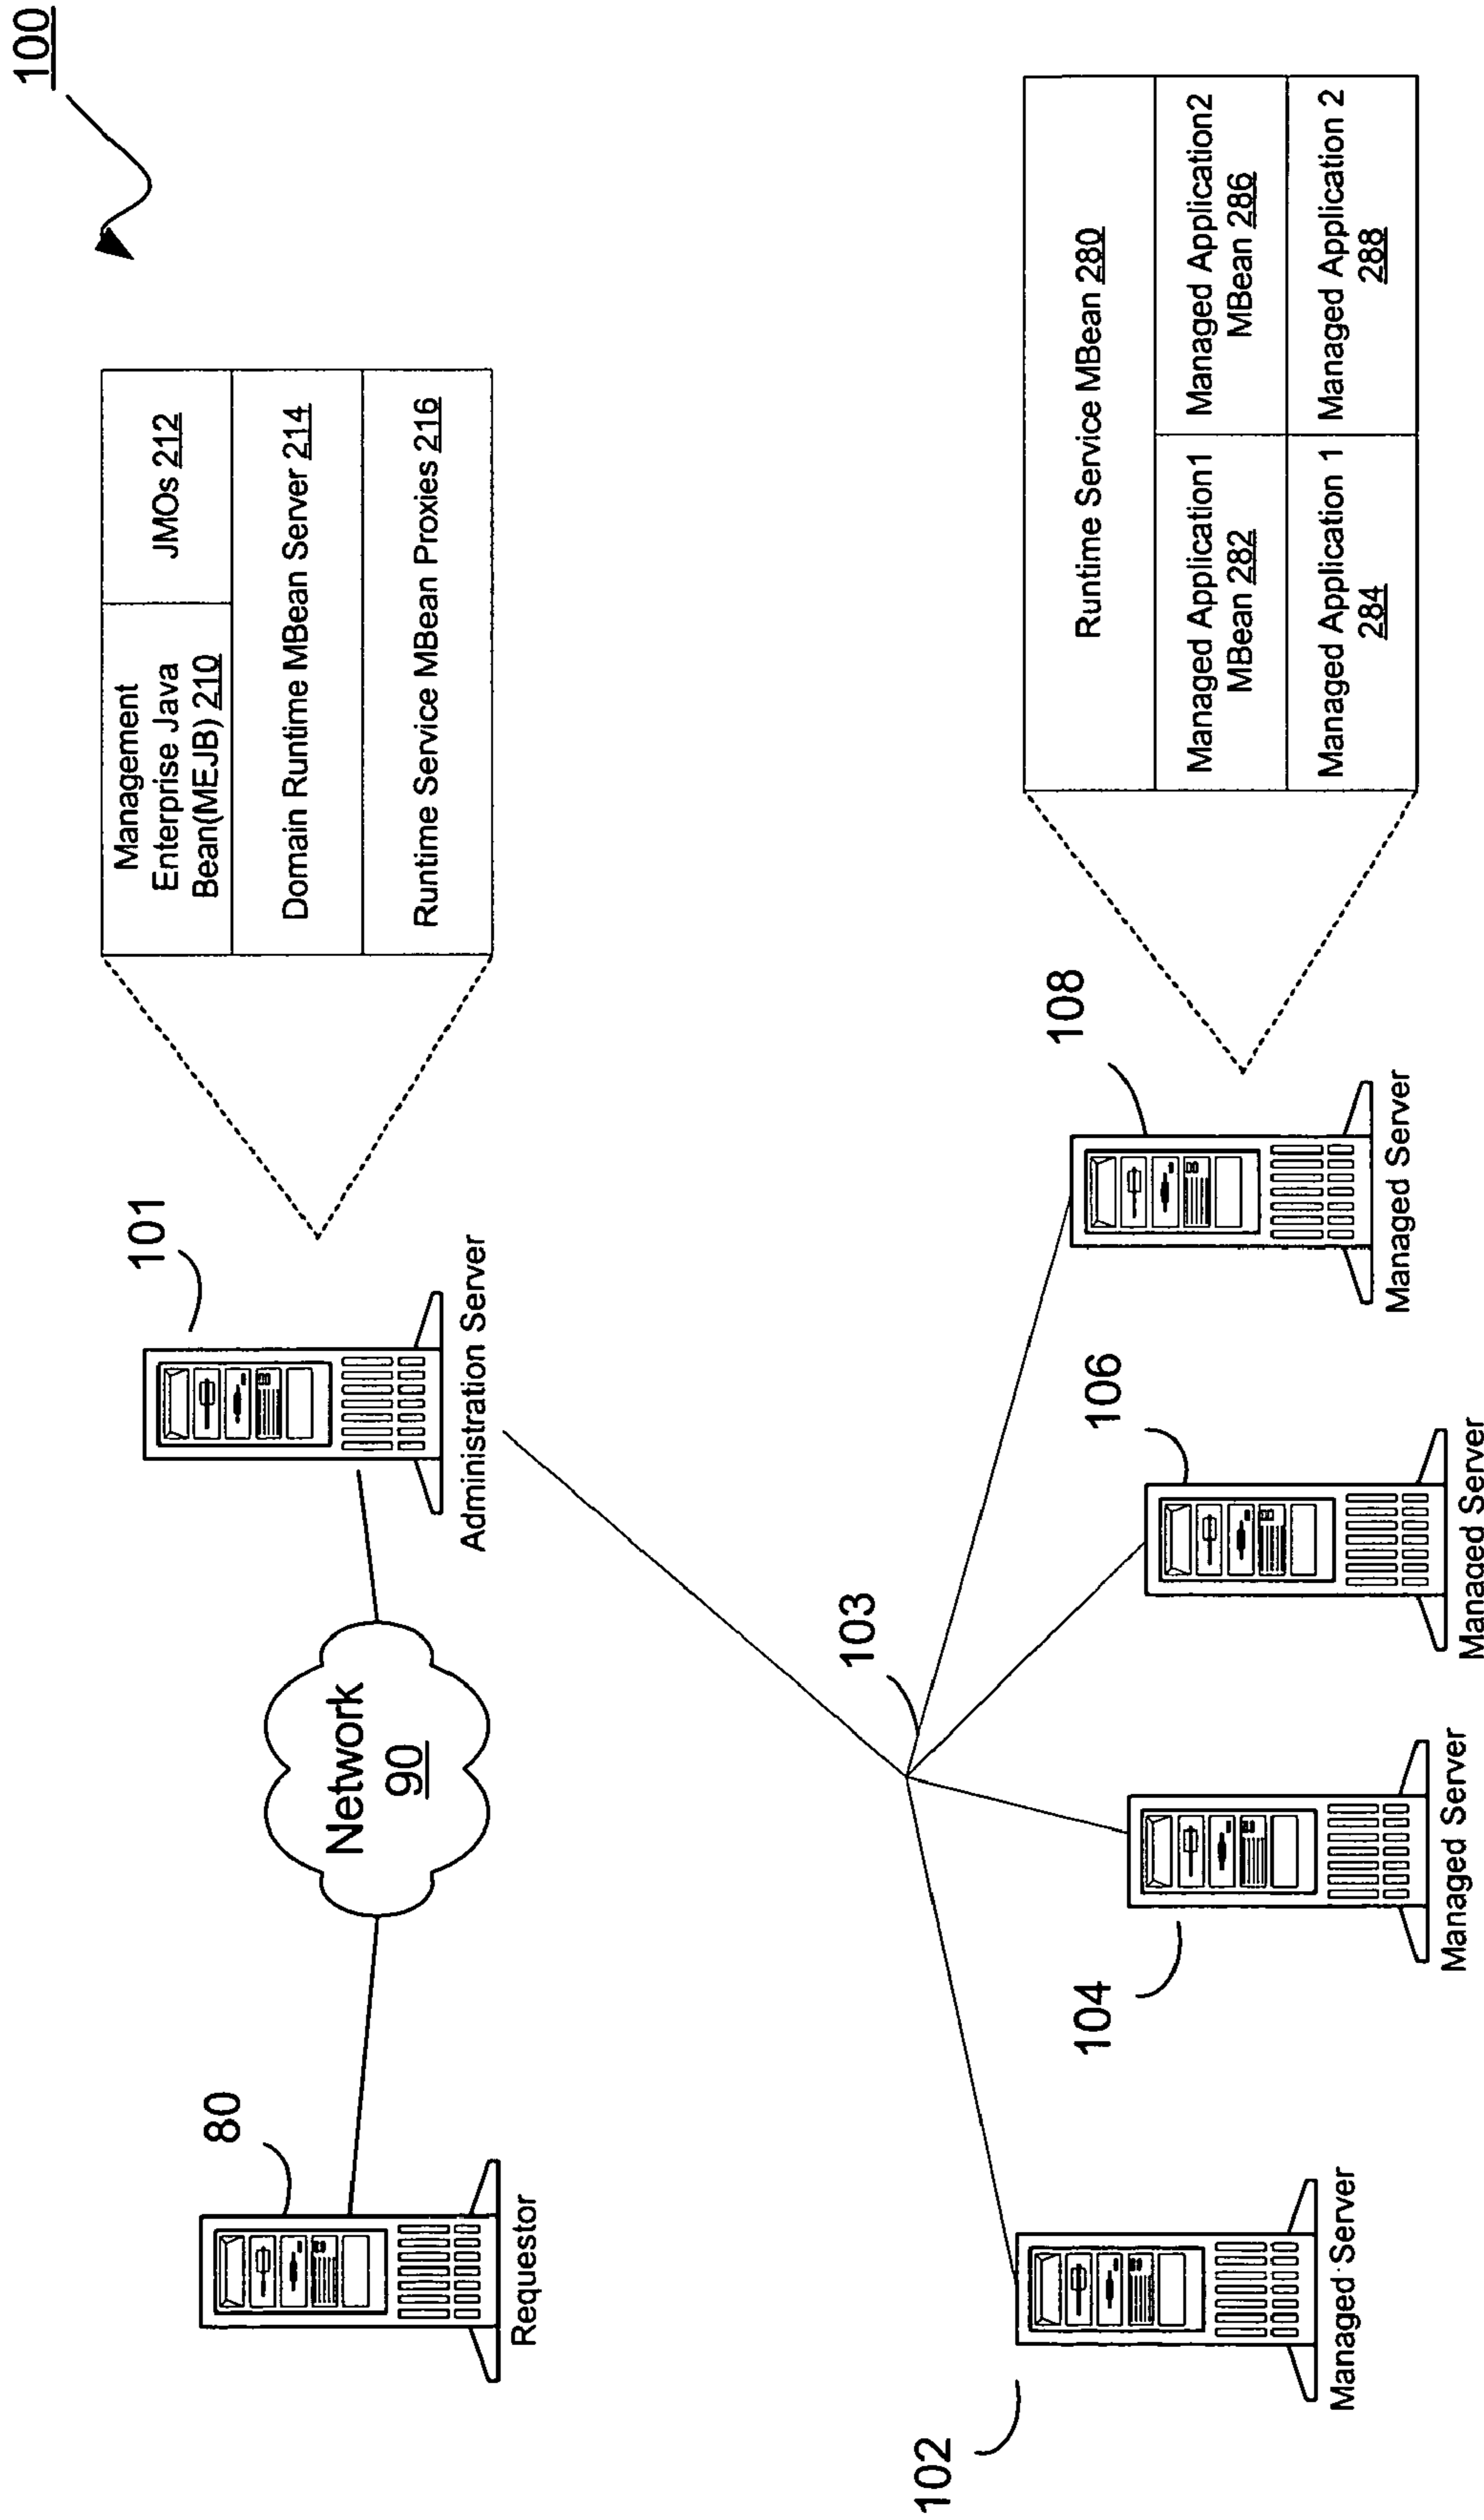 100
Management
Enterprise Java
Bean(MEJB) 210
JMOs 212
Domain Runtime MBean Server 214
Runtime Service MBean Proxies 216
80
Requestor
Network
90
101
Administration Server
103
102
Managed Server
104
Managed Server
106
Managed Server
108
Managed Server
Runtime Service MBean 280
Managed Application1
MBean 282
Managed Application2
MBean 286
Managed Application 1
284
Managed Application 2
288